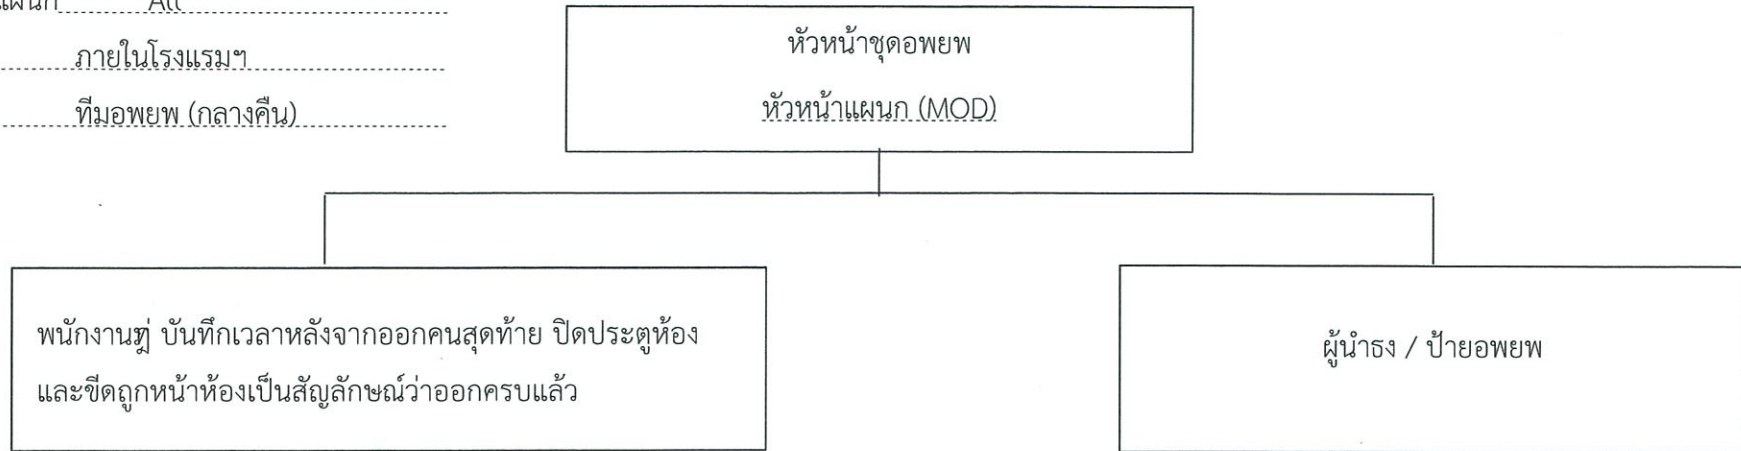 แผนก All
ภายในโรงแรมฯ
ทีมอพยพ (กลางคืน)
หัวหน้าชุดอพยพ
หัวหน้าแผนก (MOD)
พนักงาน บันทึกเวลาหลังจากออกคนสุดท้าย ปิดประตูห้อง
และขีดถูกหน้าห้องเป็นสัญลักษณ์ว่าออกครบแล้ว
ผู้นำธง / ป้ายอพยพ